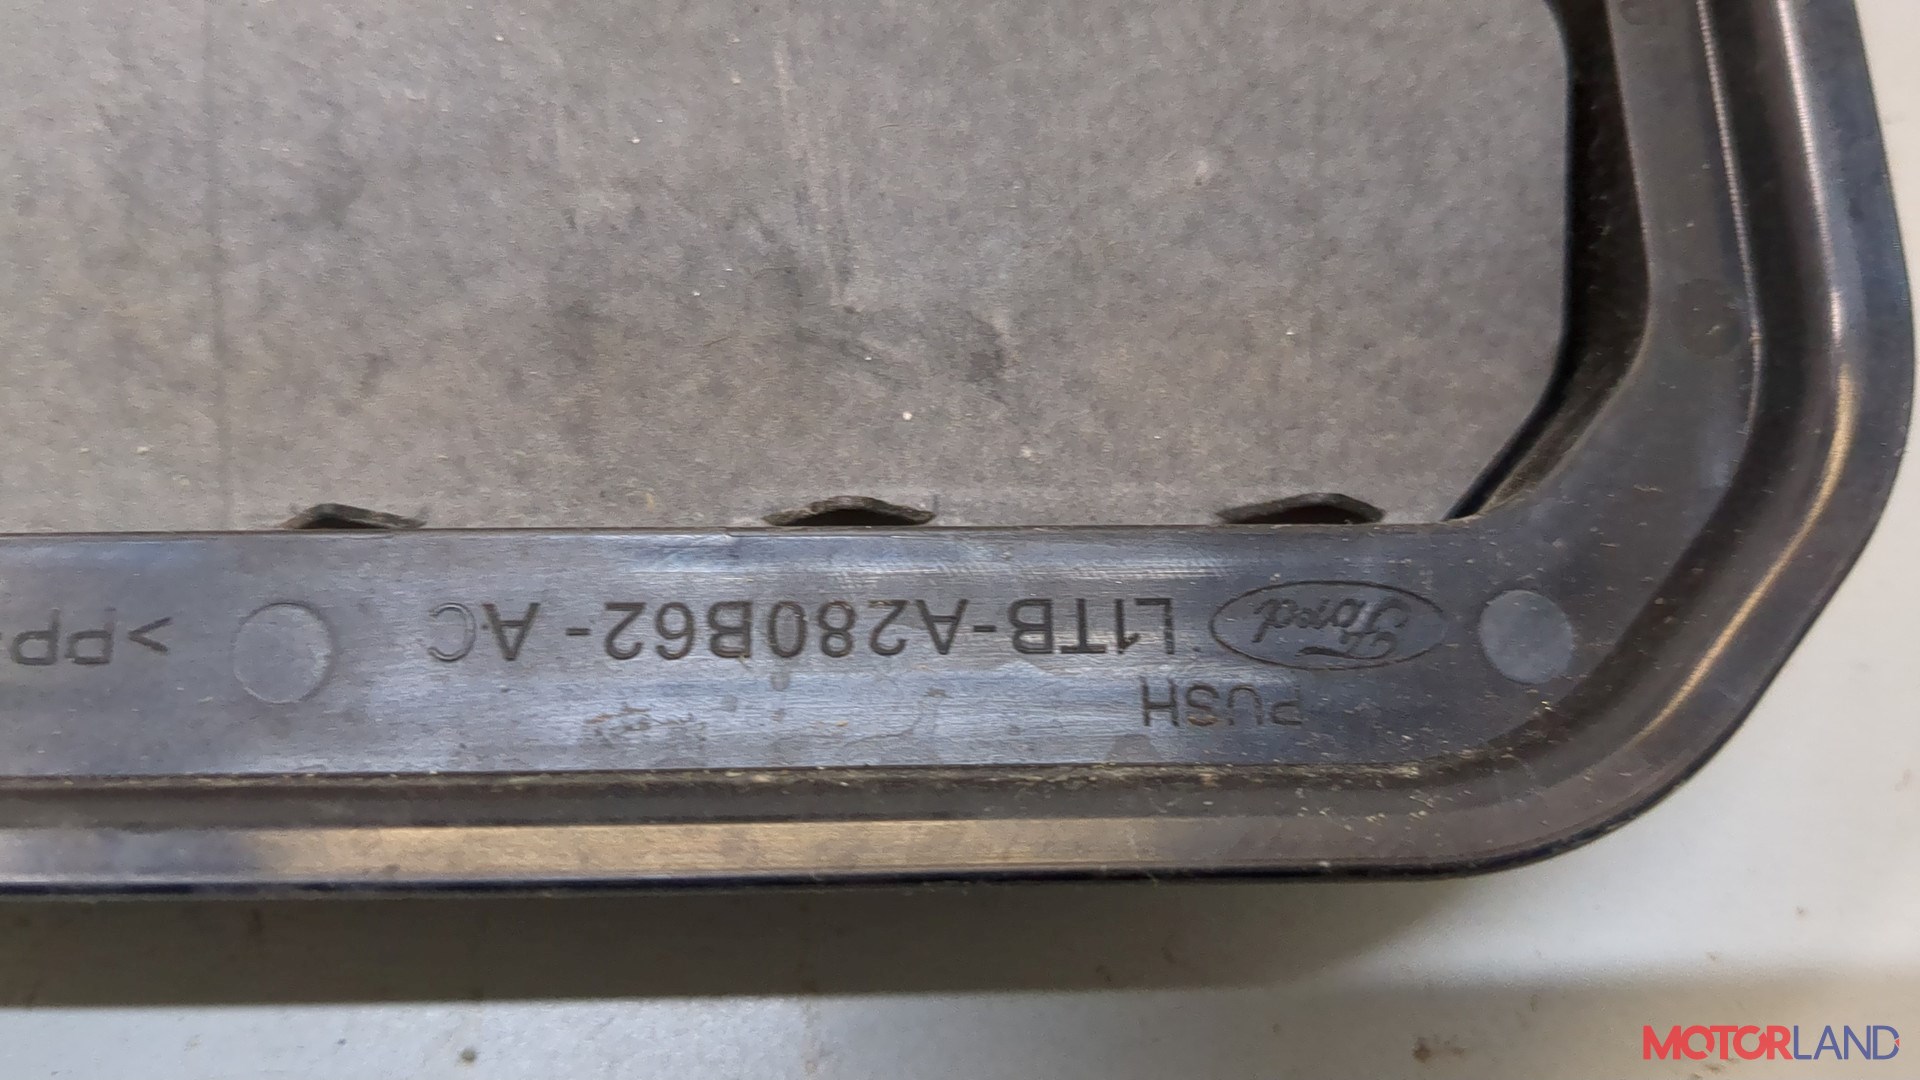 PUSH
Ford L1TB-A280B62-AC >PP
MOTORLAND